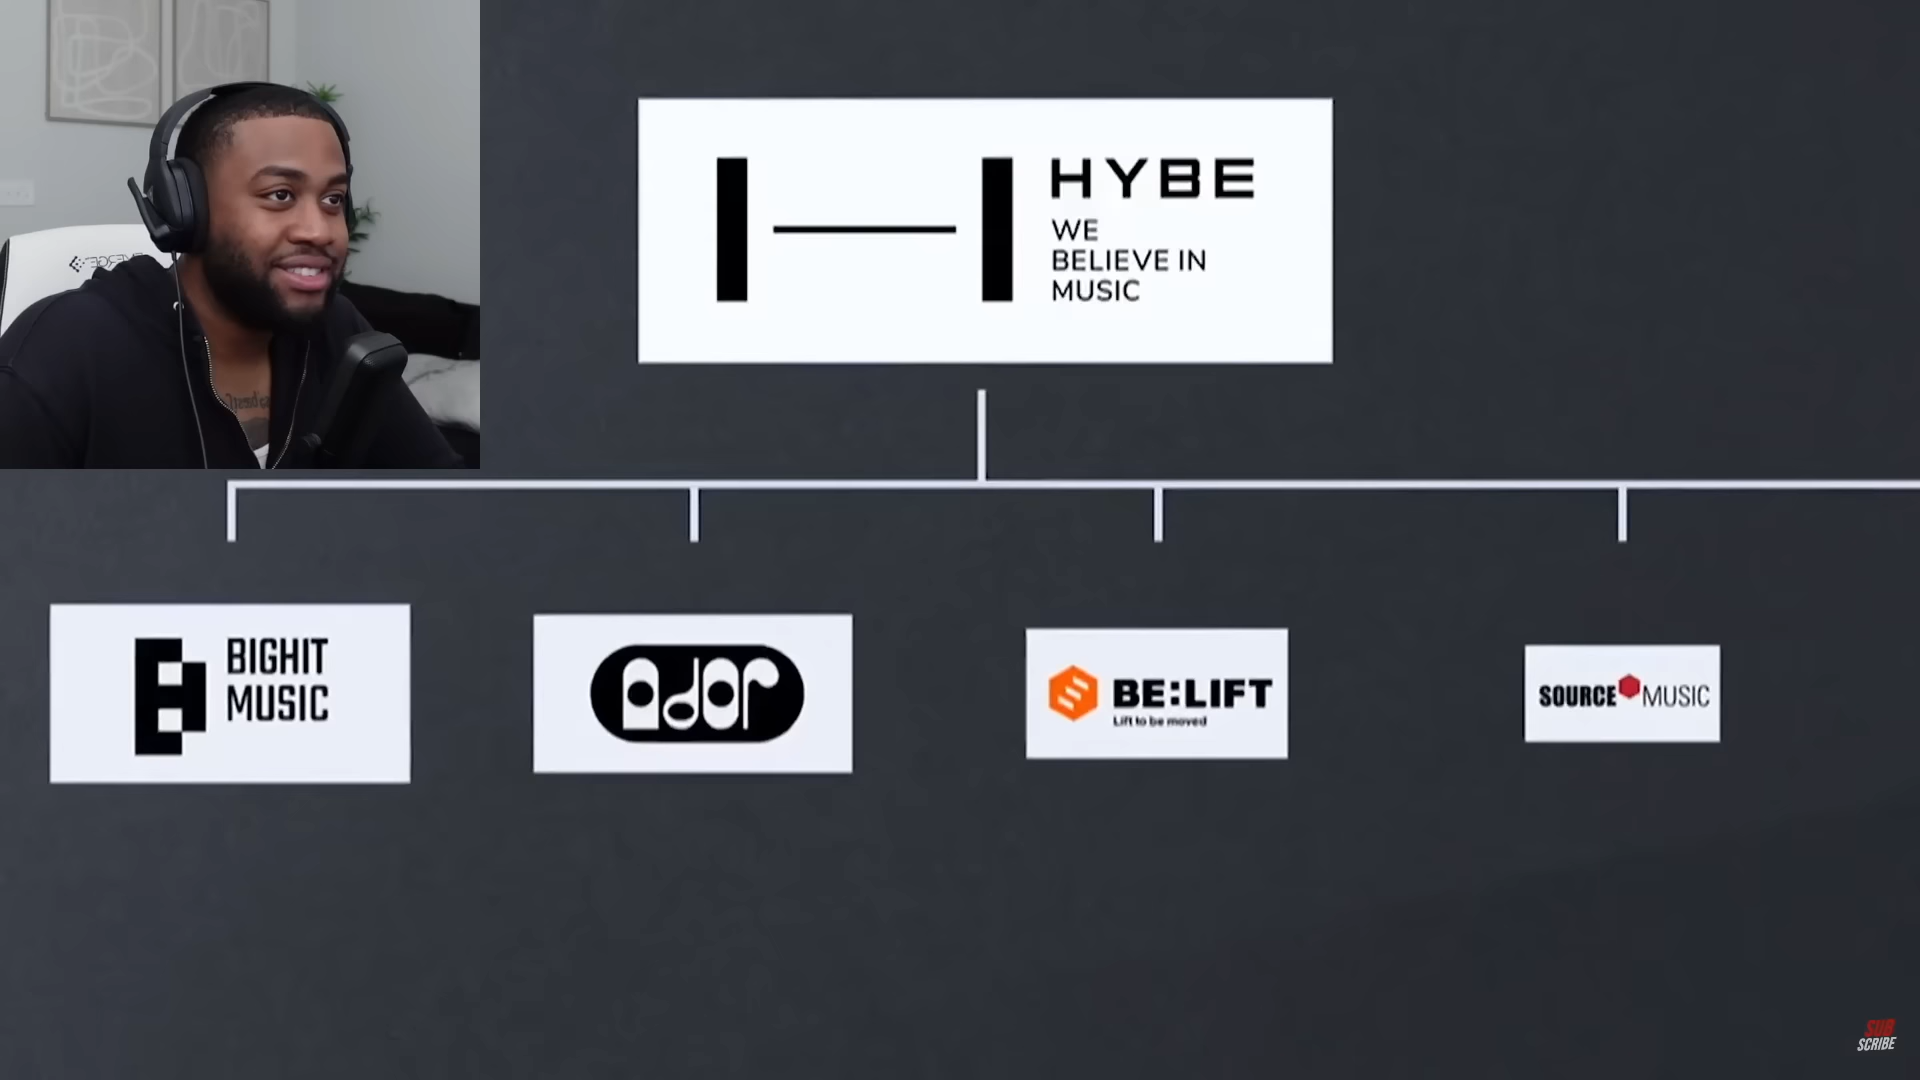 HYBE
WE
BELIEVE IN
MUSIC
BIGHIT
MUSIC
ador
BE:LIFT
Lift to be moved
SOURCE MUSIC
SUB
SCRIBE